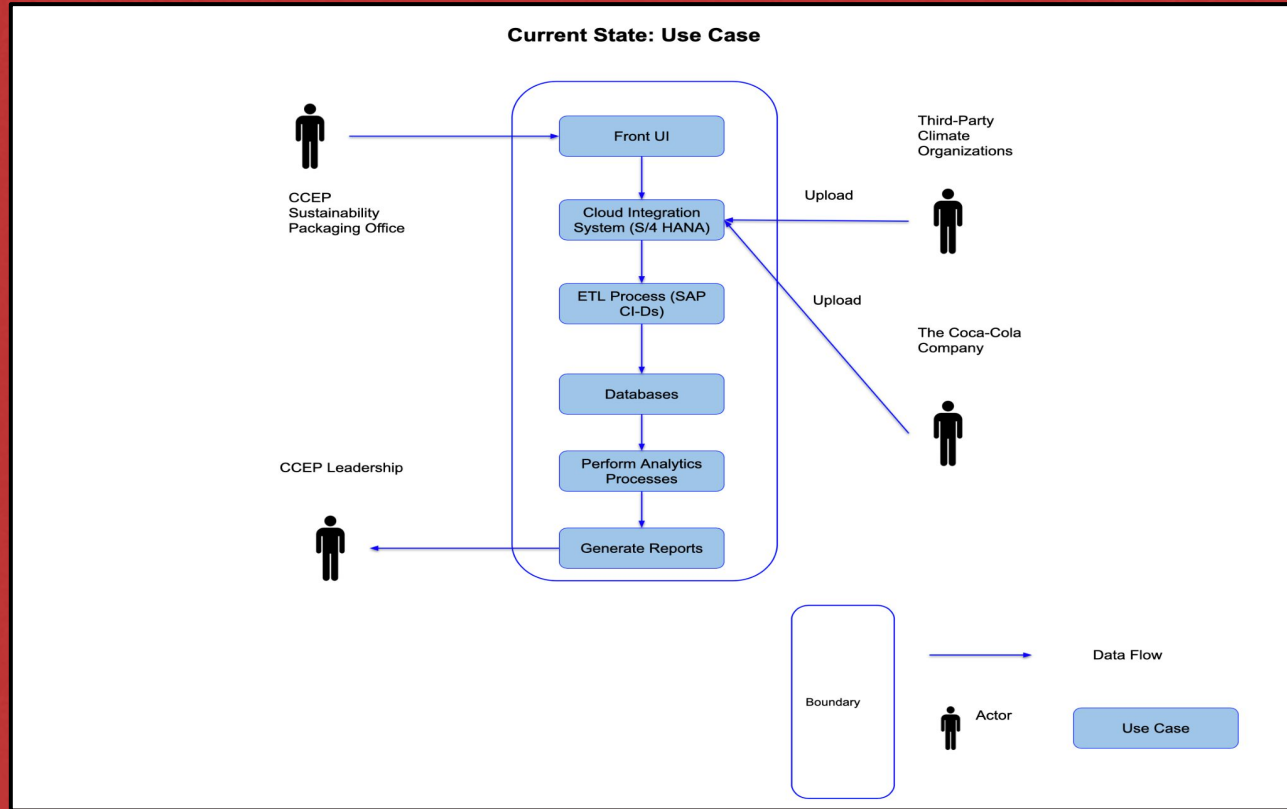 Current State: Use Case
Front UI
Third-Party
Climate
Organizations
CCEP
Sustainability
Packaging Office
Upload
Cloud Integration
System (S/4 HANA)
ETL Process (SAP
CI-Ds)
Upload
The Coca-Cola
Company
Databases
CCEP Leadership
Perform Analytics
Processes
Generate Reports
Boundary
Data Flow
Actor
Use Case